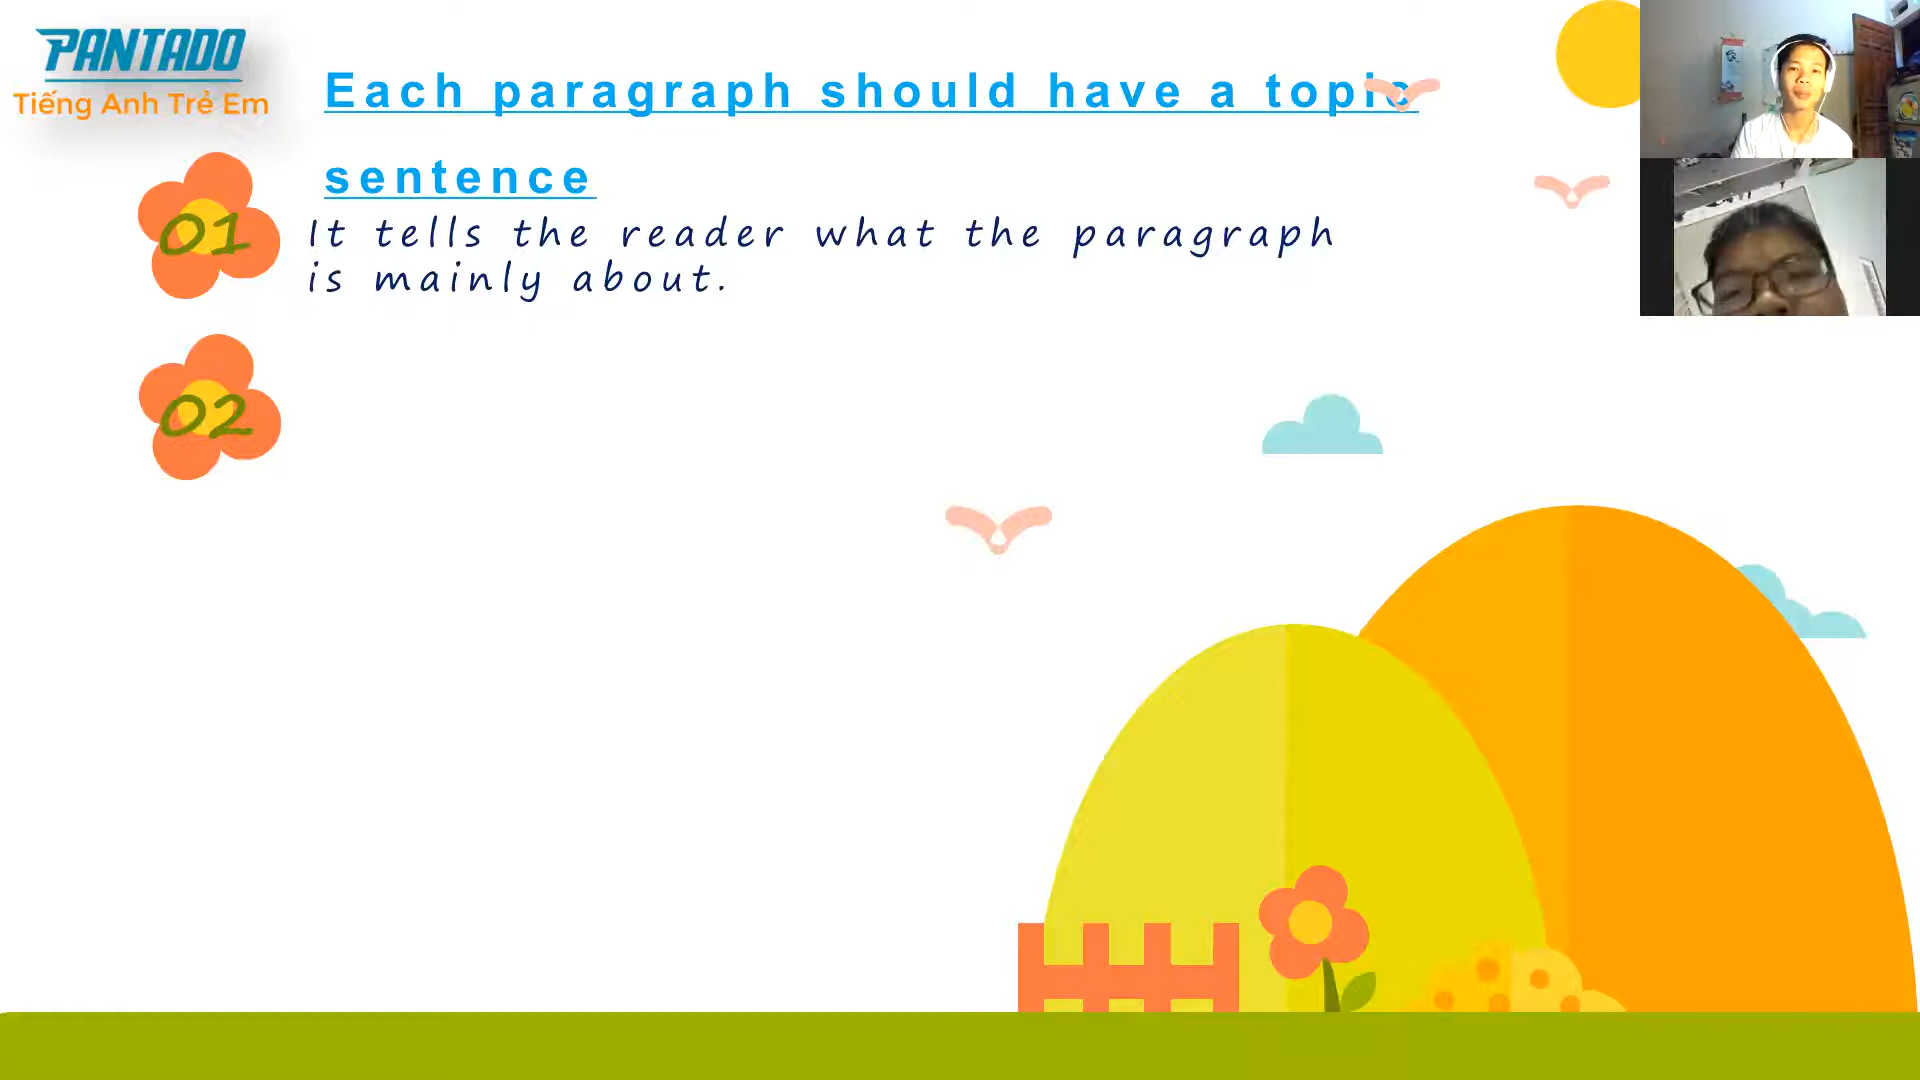 PANTADO
Tiếng Anh Trẻ Em
Each paragraph should have a topic
sentence
01
It tells the reader what the paragraph
is mainly about.
02